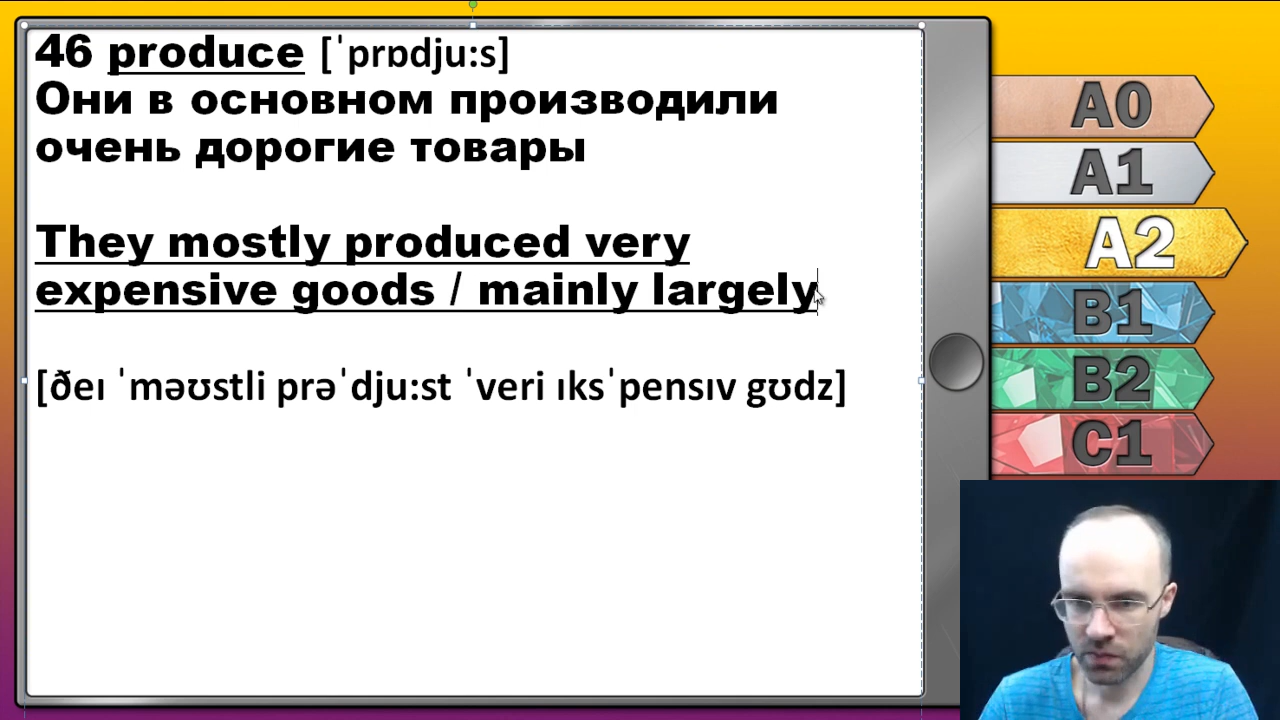 46 produce [ˈprɒdju:s]
Они в основном производили
очень дорогие товары
They mostly produced very
expensive goods / mainly largely
[ðeɪ ˈməʊstli prəˈdju:st ˈveri ɪksˈpensɪv gʊdz]
A0
A1
A2
B1
B2
C1